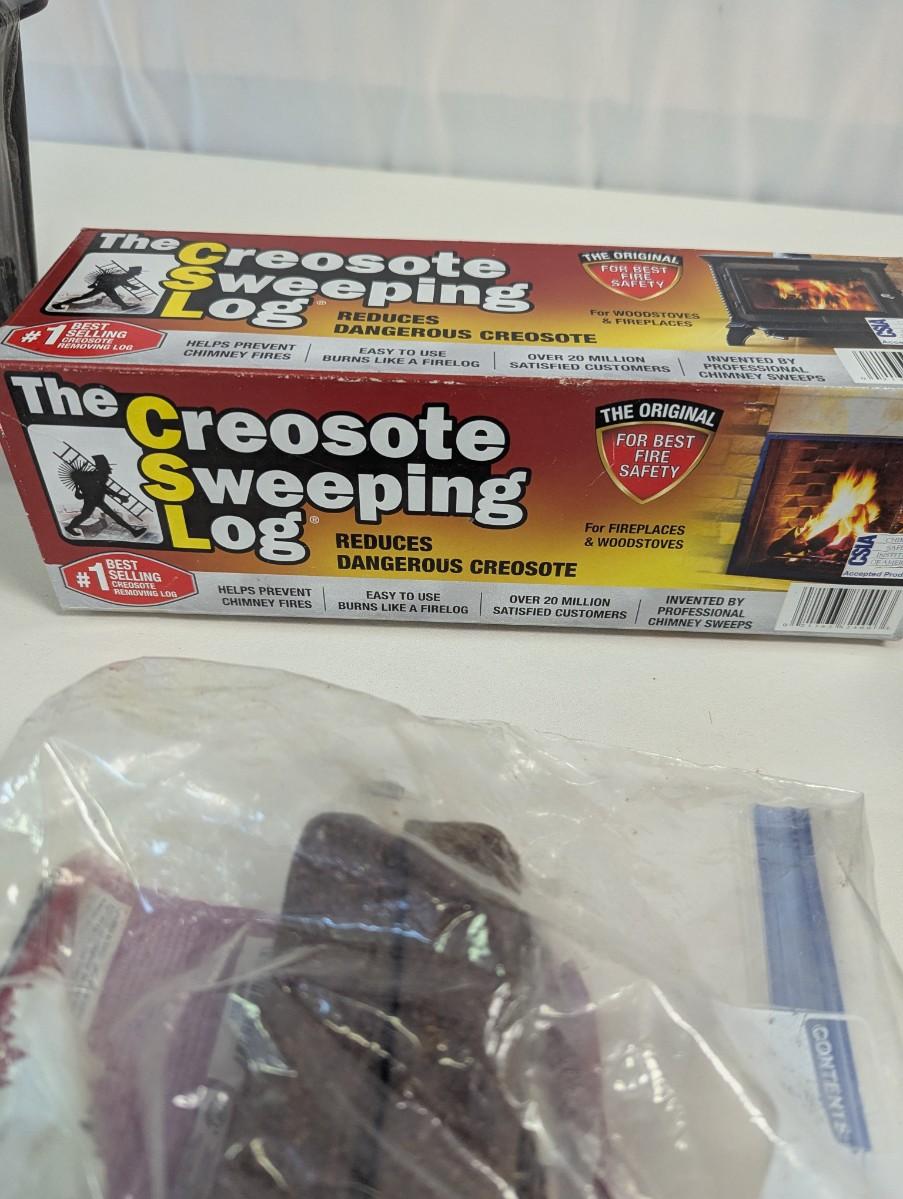 The Creosote
Sweeping
Log®
REDUCES
DANGEROUS CREOSOTE
THE ORIGINAL
FOR BEST
FIRE
SAFETY
For WOODSTOVES
& FIREPLACES
CSIA
#1 BEST
SELLING
CREOSOTE
REMOVING LOG
HELPS PREVENT
CHIMNEY FIRES
EASY TO USE
BURNS LIKE A FIRELOG
OVER 20 MILLION
SATISFIED CUSTOMERS
INVENTED BY
PROFESSIONAL
CHIMNEY SWEEPS
The Creosote
Sweeping
Log®
REDUCES
DANGEROUS CREOSOTE
THE ORIGINAL
FOR BEST
FIRE
SAFETY
For FIREPLACES
& WOODSTOVES
CSIA
Accepted
#1 BEST
SELLING
CREOSOTE
REMOVING LOG
HELPS PREVENT
CHIMNEY FIRES
EASY TO USE
BURNS LIKE A FIRELOG
OVER 20 MILLION
SATISFIED CUSTOMERS
INVENTED BY
PROFESSIONAL
CHIMNEY SWEEPS
CONTENTS